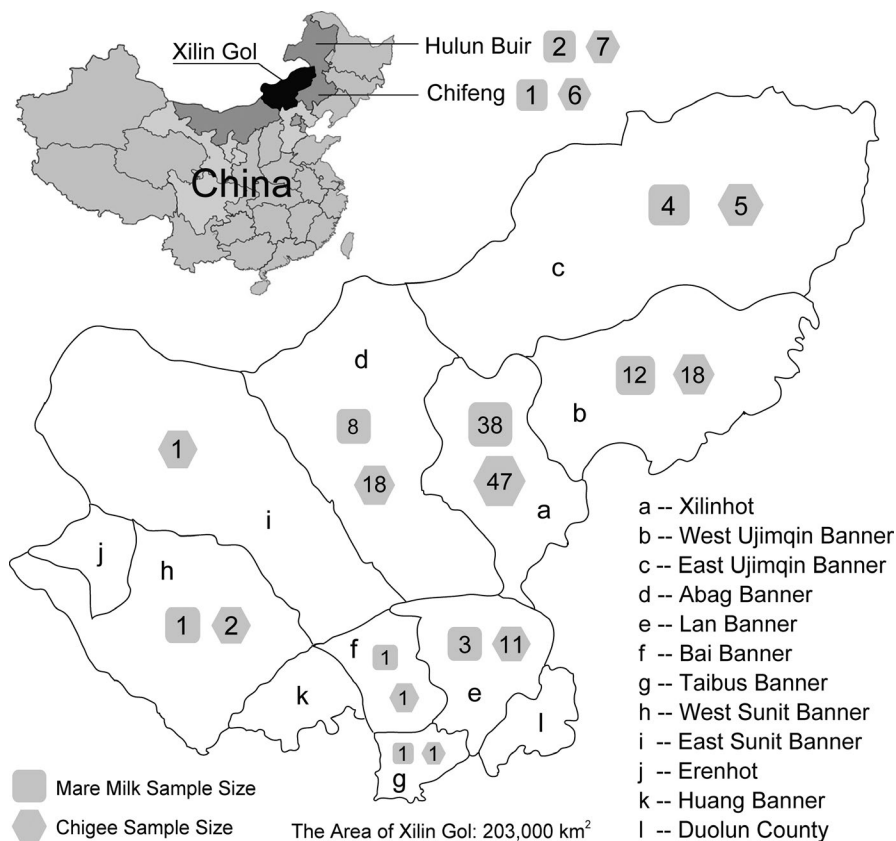 Xilin Gol
Hulun Buir 2 7
Chifeng 1 6
China
4 5
c
d
12 18
b
8
38
18
47
a
1
i
j
h
1 2
f
1
3 11
1
e
k
l
1 1
g
a -- Xilinhot
b -- West Ujimqin Banner
c -- East Ujimqin Banner
d -- Abag Banner
e -- Lan Banner
f -- Bai Banner
g -- Taibus Banner
h -- West Sunit Banner
i -- East Sunit Banner
j -- Erenhot
k -- Huang Banner
l -- Duolun County
Mare Milk Sample Size
Chigee Sample Size
The Area of Xilin Gol: 203,000 km²